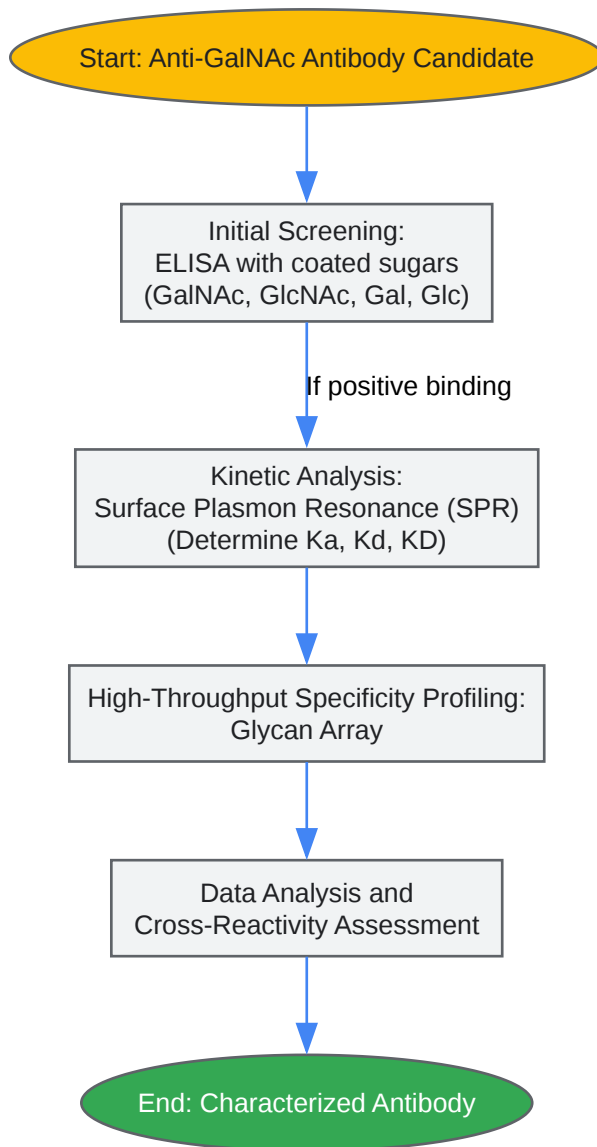 Start: Anti-GalNAc Antibody Candidate
Initial Screening:
ELISA with coated sugars
(GalNAc, GlcNAc, Gal, Glc)
If positive binding
Kinetic Analysis:
Surface Plasmon Resonance (SPR)
(Determine Ka, Kd, KD)
High-Throughput Specificity Profiling:
Glycan Array
Data Analysis and
Cross-Reactivity Assessment
End: Characterized Antibody